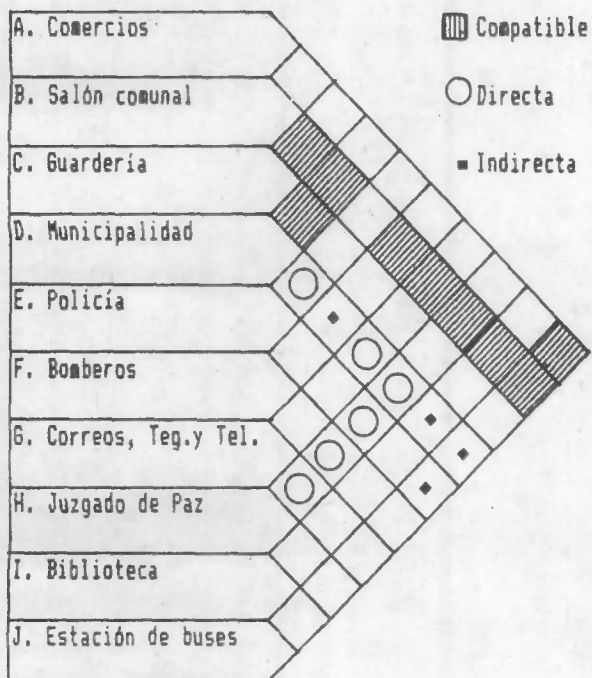 A. Comercios
B. Salón comunal
C. Guardería
D. Municipalidad
E. Policía
F. Bomberos
G. Correos, Teg.y Tel.
H. Juzgado de Paz
I. Biblioteca
J. Estación de buses
Compatible
Directa
Indirecta